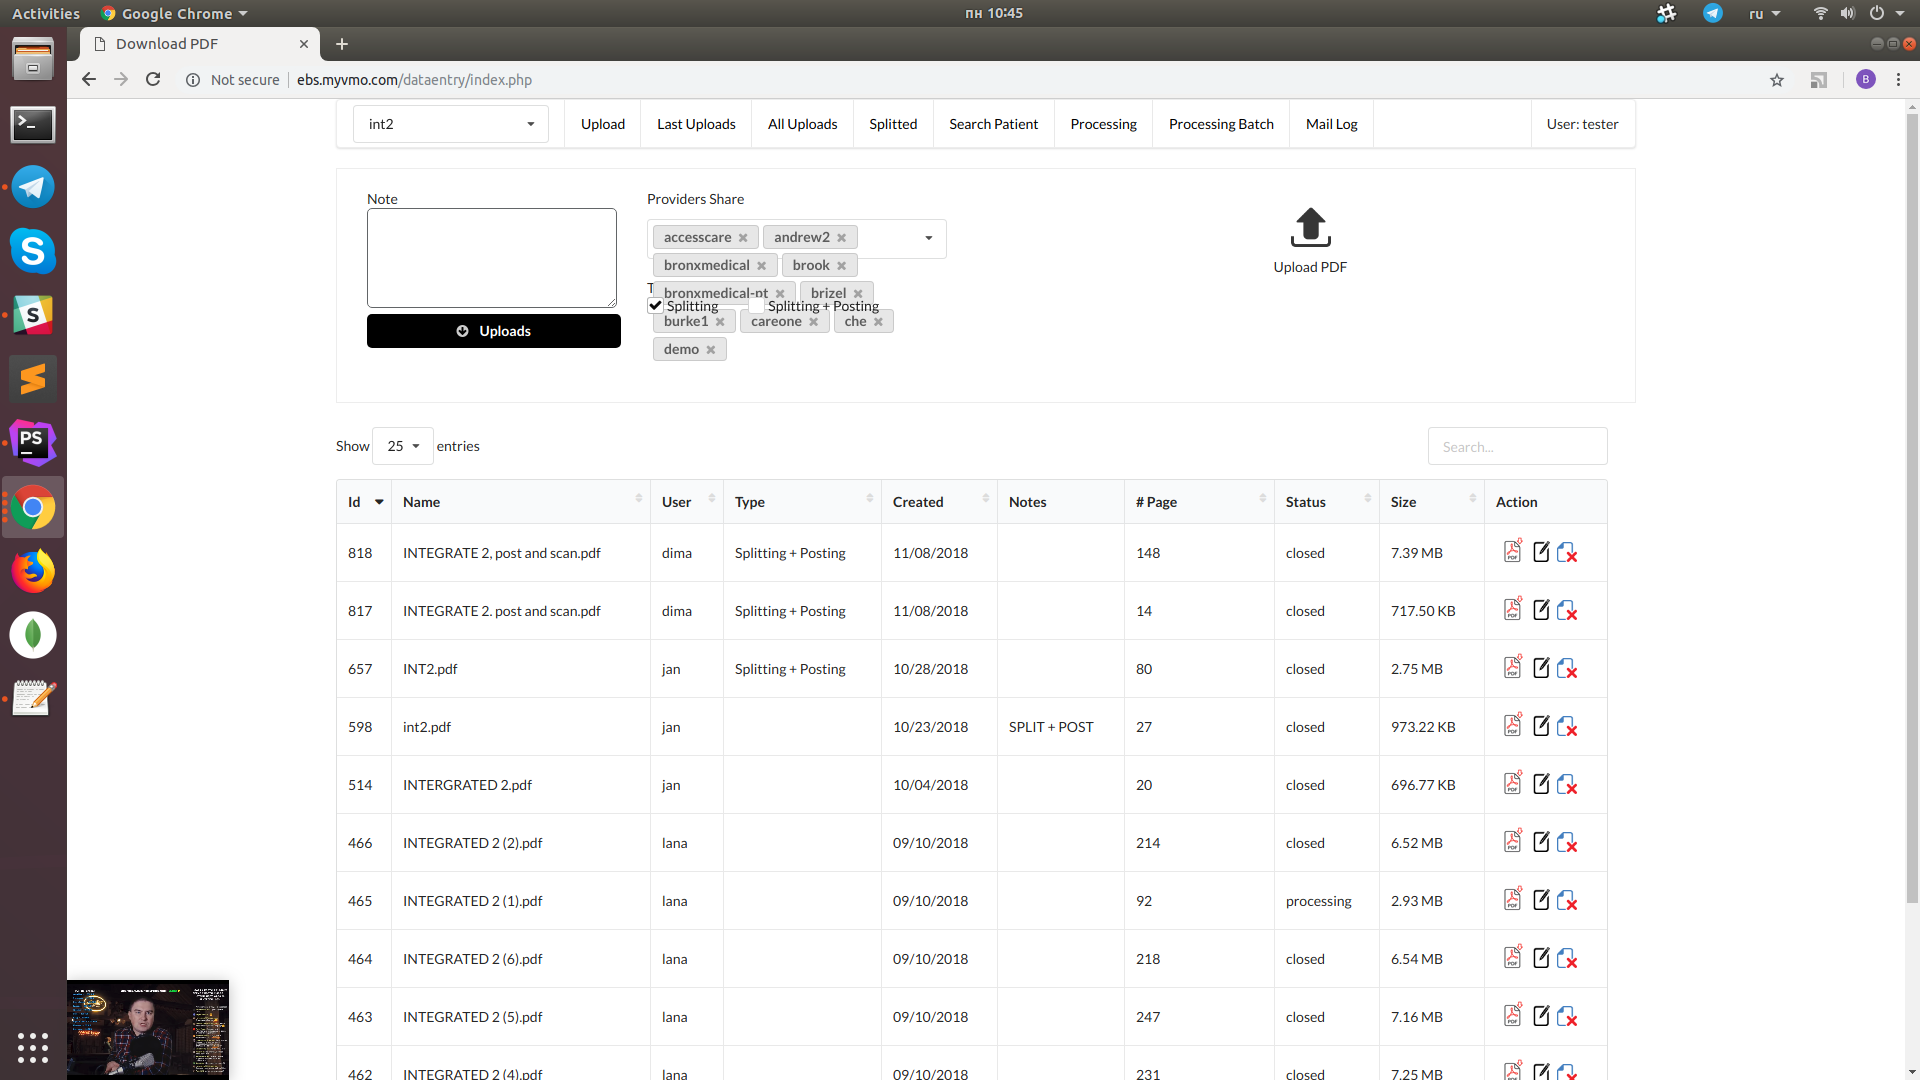 Activities Google Chrome пн 10:45 ru
Download PDF
Not secure ebs.myvmo.com/dataentry/index.php B
int2 Upload Last Uploads All Uploads Splitted Search Patient Processing Processing Batch Mail Log User: tester
Note Providers Share
accesscare andrew2
bronxmedical brook
bronxmedical-pt brizel
Splitting Splitting + Posting
burke1 careone che
demo
Uploads
Upload PDF
Show 25 entries Search...
Id Name User Type Created Notes # Page Status Size Action
818 INTEGRATE 2, post and scan.pdf dima Splitting + Posting 11/08/2018 148 closed 7.39 MB
817 INTEGRATE 2. post and scan.pdf dima Splitting + Posting 11/08/2018 14 closed 717.50 KB
657 INT2.pdf jan Splitting + Posting 10/28/2018 80 closed 2.75 MB
598 int2.pdf jan 10/23/2018 SPLIT + POST 27 closed 973.22 KB
514 INTERGRATED 2.pdf jan 10/04/2018 20 closed 696.77 KB
466 INTEGRATED 2 (2).pdf lana 09/10/2018 214 closed 6.52 MB
465 INTEGRATED 2 (1).pdf lana 09/10/2018 92 processing 2.93 MB
464 INTEGRATED 2 (6).pdf lana 09/10/2018 218 closed 6.54 MB
463 INTEGRATED 2 (5).pdf lana 09/10/2018 247 closed 7.16 MB
462 INTEGRATED 2 (4).pdf lana 09/10/2018 231 closed 7.25 MB